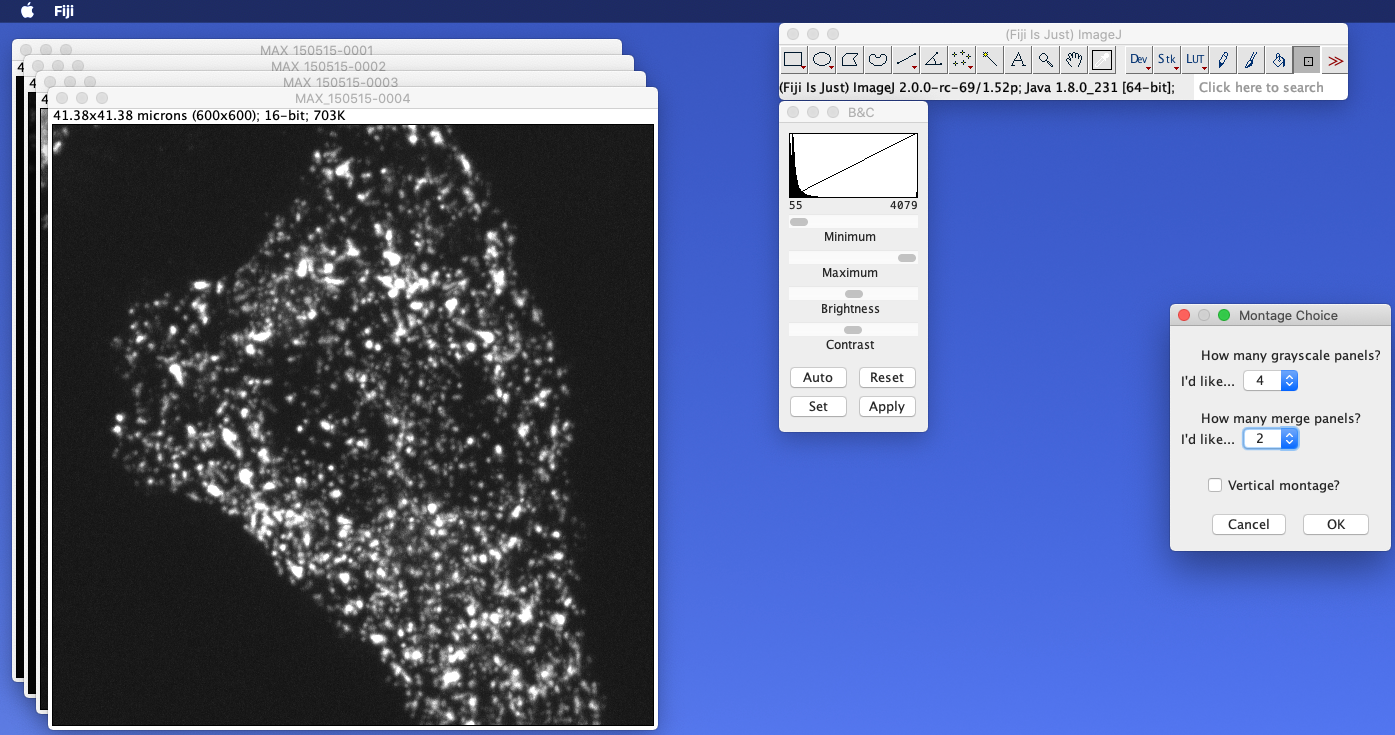 Fiji
MAX 150515-0001
MAX 150515-0002
MAX 150515-0003
MAX_150515-0004
4
4
4
41.38x41.38 microns (600x600); 16-bit; 703K
(Fiji Is Just) ImageJ
A
Dev
Stk
LUT
>>
(Fiji Is Just) ImageJ 2.0.0-rc-69/1.52p; Java 1.8.0_231 [64-bit];
Click here to search
B&C
55 4079
Minimum
Maximum
Brightness
Contrast
Auto Reset
Set Apply
Montage Choice
How many grayscale panels?
I'd like... 4
How many merge panels?
I'd like... 2
Vertical montage?
Cancel OK